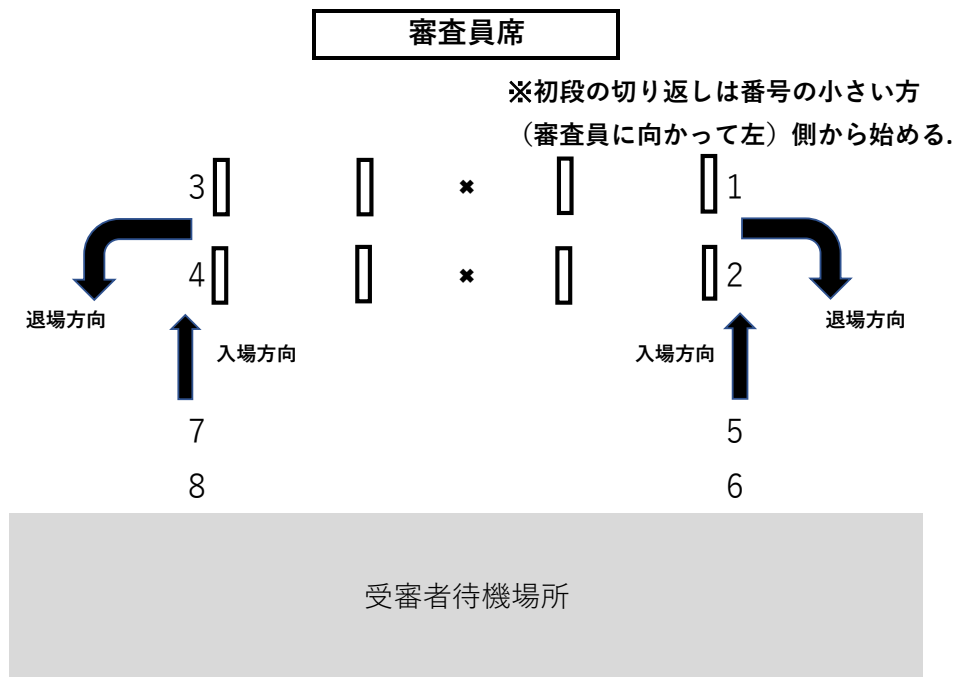 審査員席
※初段の切り返しは番号の小さい方
（審査員に向かって左）側から始める.
3 1
4 2
退場方向 退場方向
入場方向 入場方向
7 5
8 6
受審者待機場所